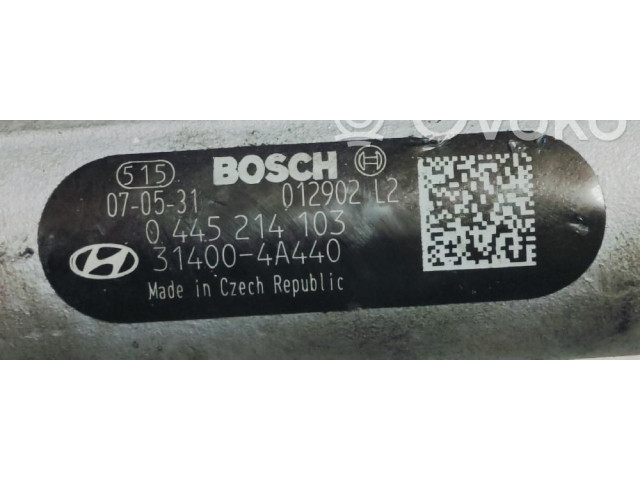 515 BOSCH
07-05-31 012902 L2
0 445 214 103
31400-4A440
Made in Czech Republic